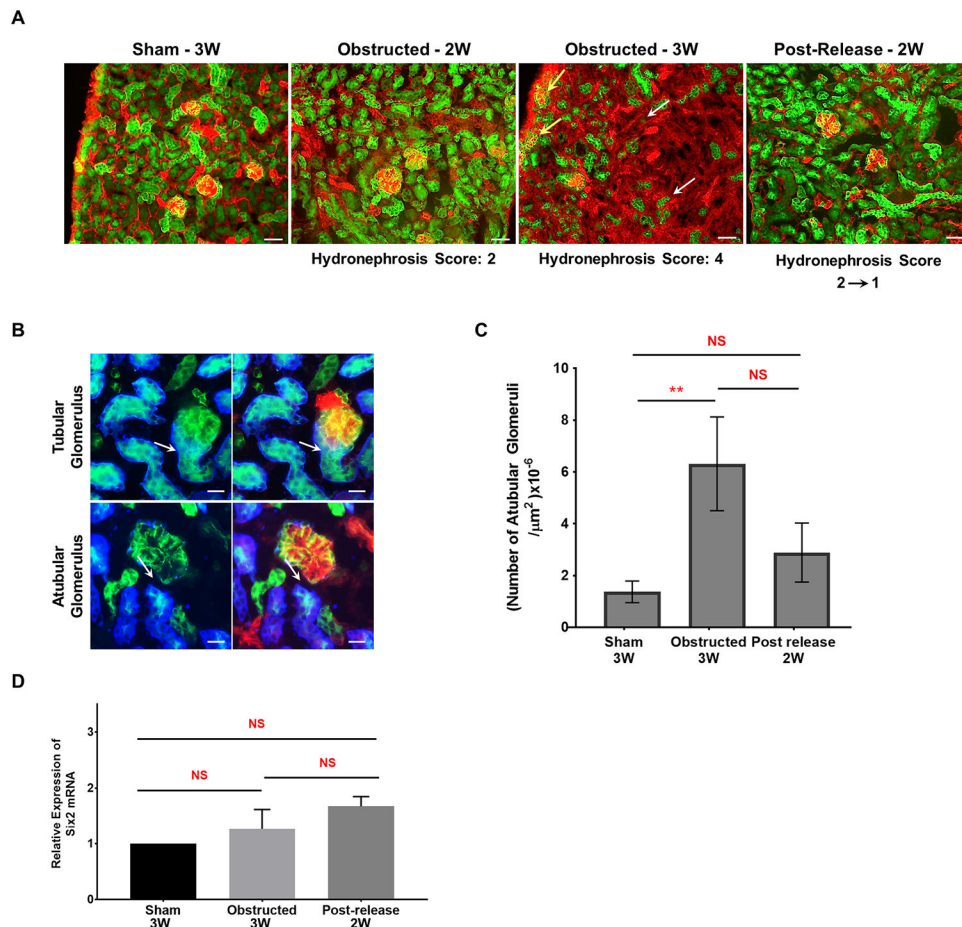 A
Sham - 3W
Obstructed - 2W
Obstructed - 3W
Post-Release - 2W
Hydronephrosis Score: 2
Hydronephrosis Score: 4
Hydronephrosis Score
2 → 1
B
Tubular
Glomerulus
Atubular
Glomerulus
C
(Number of Atubular Glomeruli
/μm² )x10⁻⁶
10
8
6
4
2
0
NS
**
NS
Sham
3W
Obstructed
3W
Post release
2W
D
Relative Expression of
Six2 mRNA
3
2
1
0
NS
NS
NS
Sham
3W
Obstructed
3W
Post-release
2W